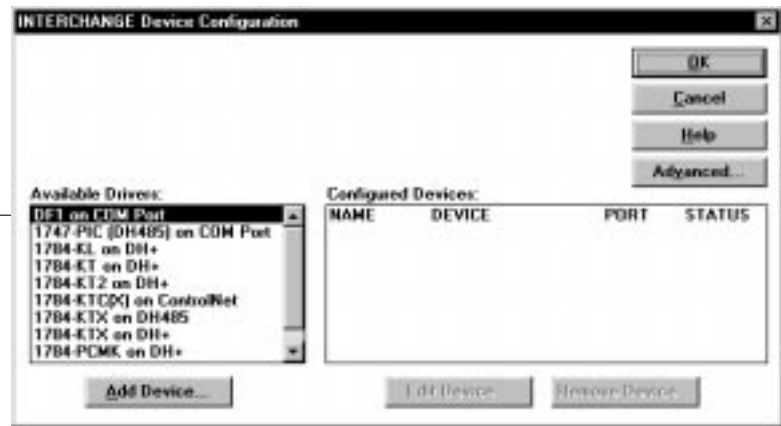 INTERCHANGE Device Configuration
OK
Cancel
Help
Advanced...
Available Drivers:
DF1 on COM Port
1747-PIC (DH485) on COM Port
1784-KL on DH+
1784-KT on DH+
1784-KT2 on DH+
1784-KTC(X) on ControlNet
1784-KTX on DH485
1784-KTX on DH+
1784-PCMK on DH+
Add Device...
Configured Devices:
NAME DEVICE PORT STATUS
Edit Device...
Remove Device...